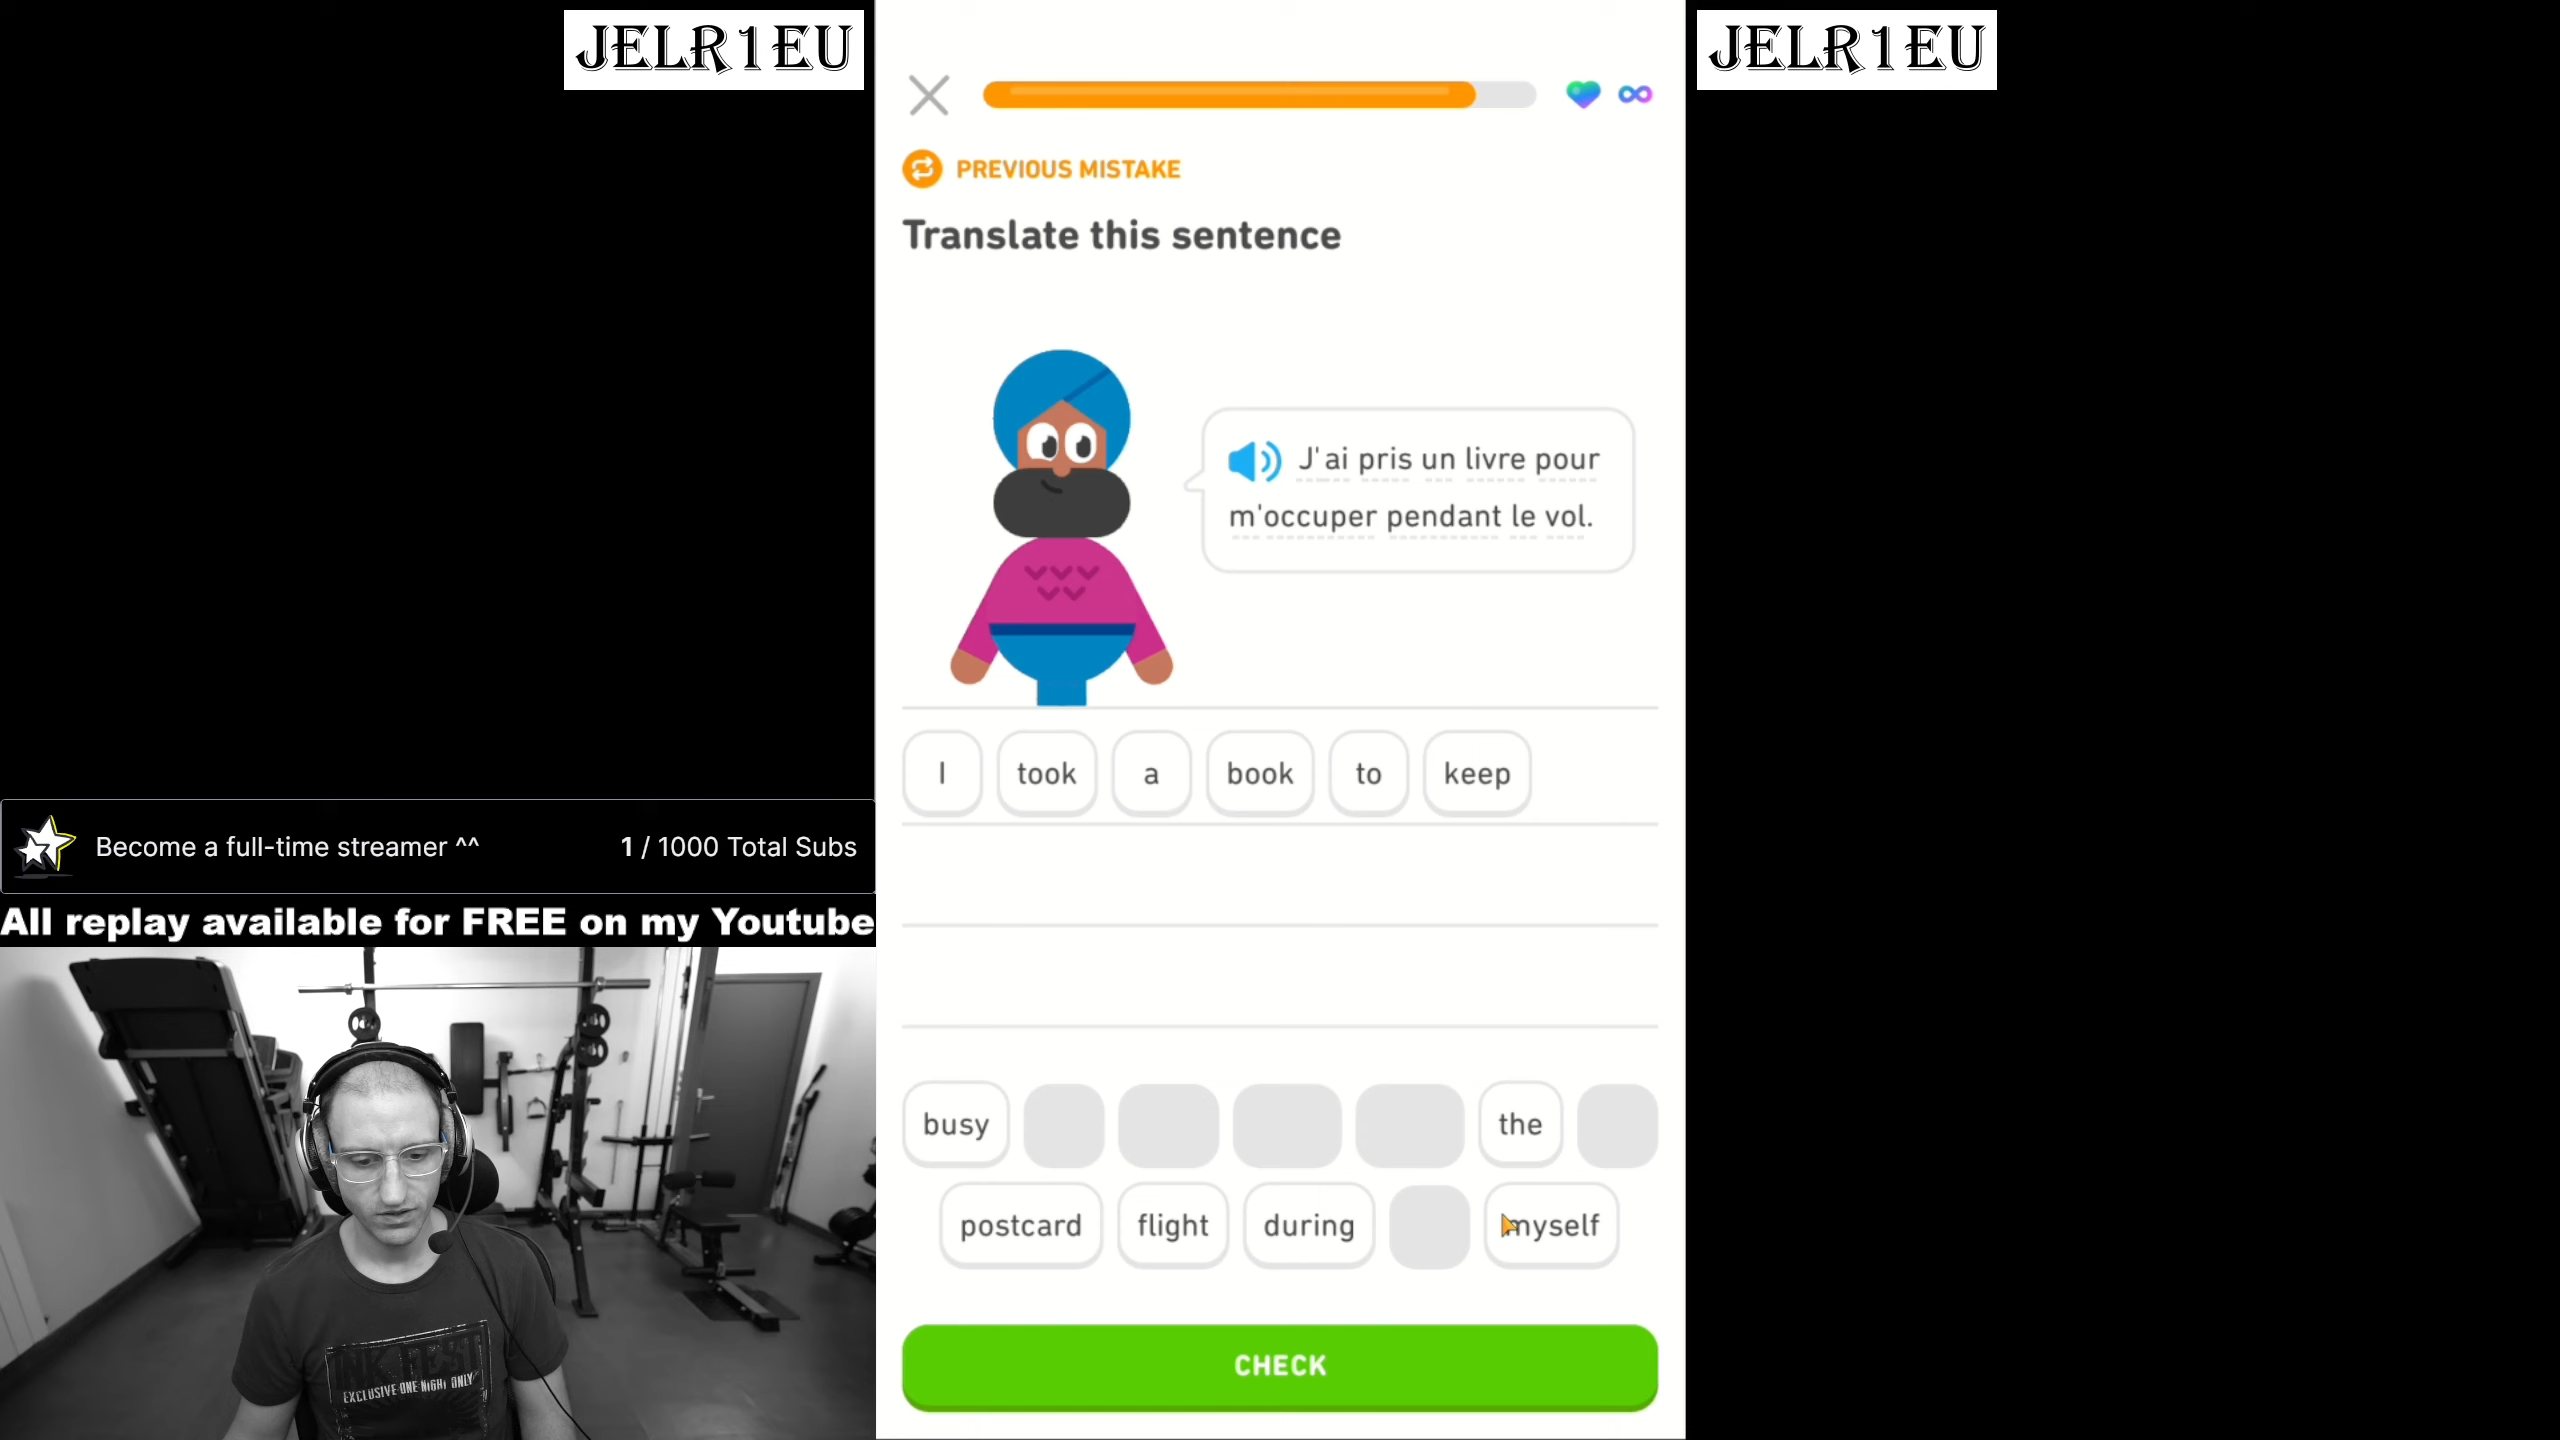 JELR1EU
JELR1EU
PREVIOUS MISTAKE
Translate this sentence
J'ai pris un livre pour
m'occuper pendant le vol.
I took a book to keep
Become a full-time streamer ^^ 1 / 1000 Total Subs
All replay available for FREE on my Youtube
busy the
postcard flight during myself
EXCLUSIVE ONE NIGHT ONLY
CHECK